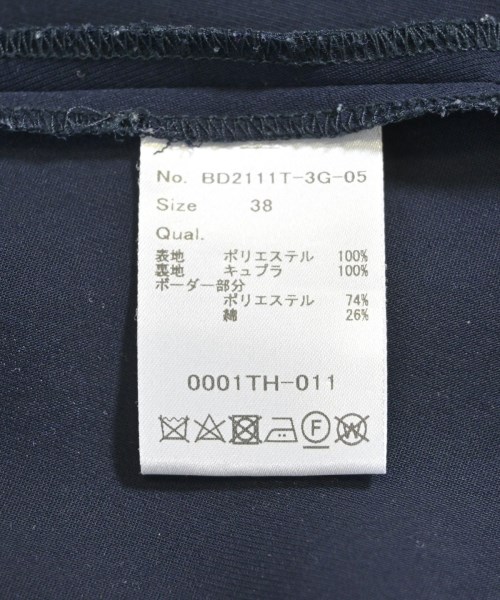 No. BD2111T-3G-05
Size 38
Qual.
表地 ポリエステル 100%
裏地 キュプラ 100%
ボーダー部分
ポリエステル 74%
綿 26%
0001TH-011
F W